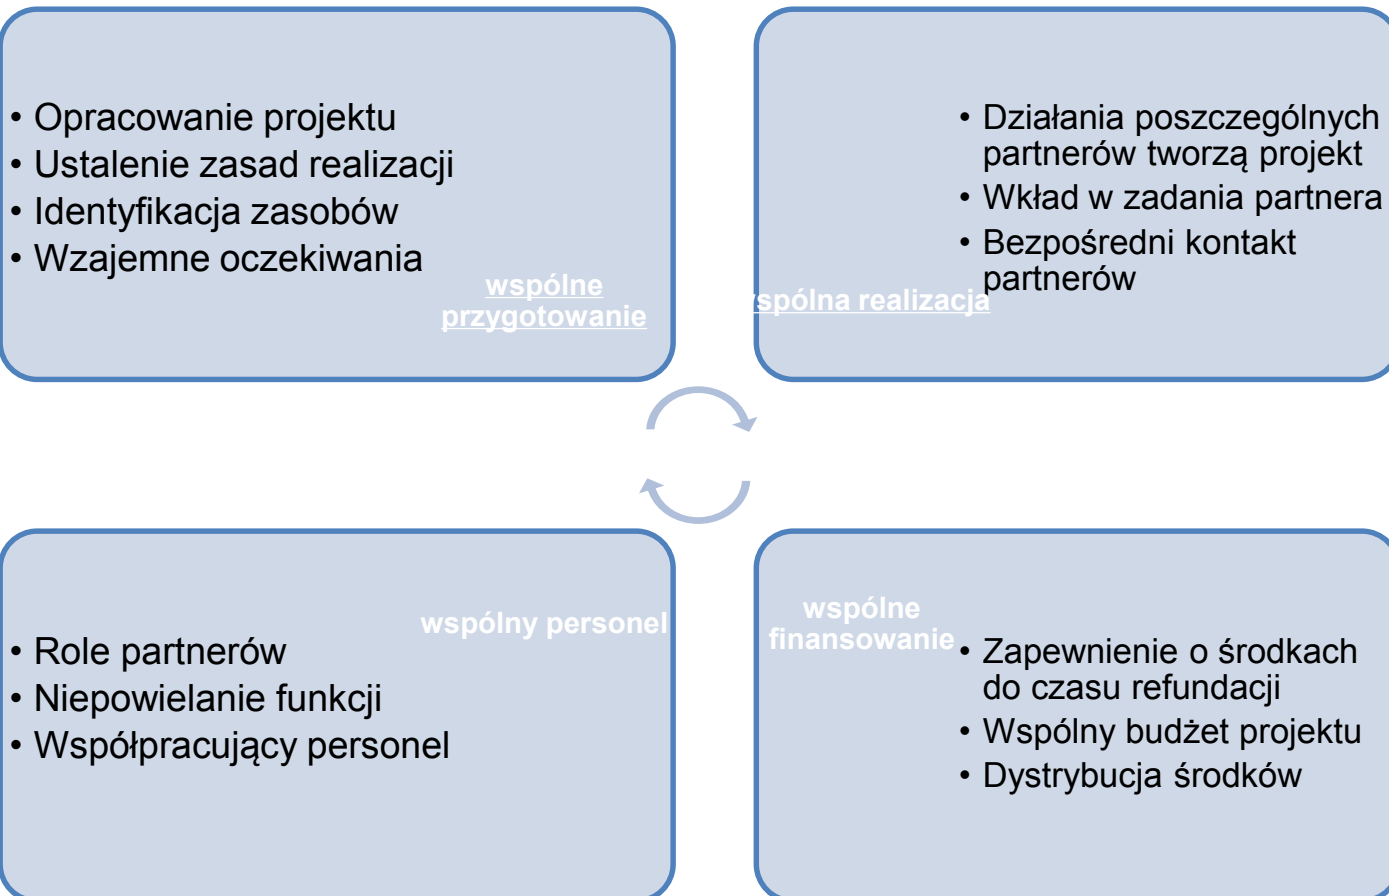 • Opracowanie projektu
• Ustalenie zasad realizacji
• Identyfikacja zasobów
• Wzajemne oczekiwania
wspólne
przygotowanie
• Działania poszczególnych
partnerów tworzą projekt
• Wkład w zadania partnera
• Bezpośredni kontakt
partnerów
wspólna realizacja
wspólny personel
• Role partnerów
• Niepowielanie funkcji
• Współpracujący personel
wspólne
finansowanie
• Zapewnienie o środkach
do czasu refundacji
• Wspólny budżet projektu
• Dystrybucja środków